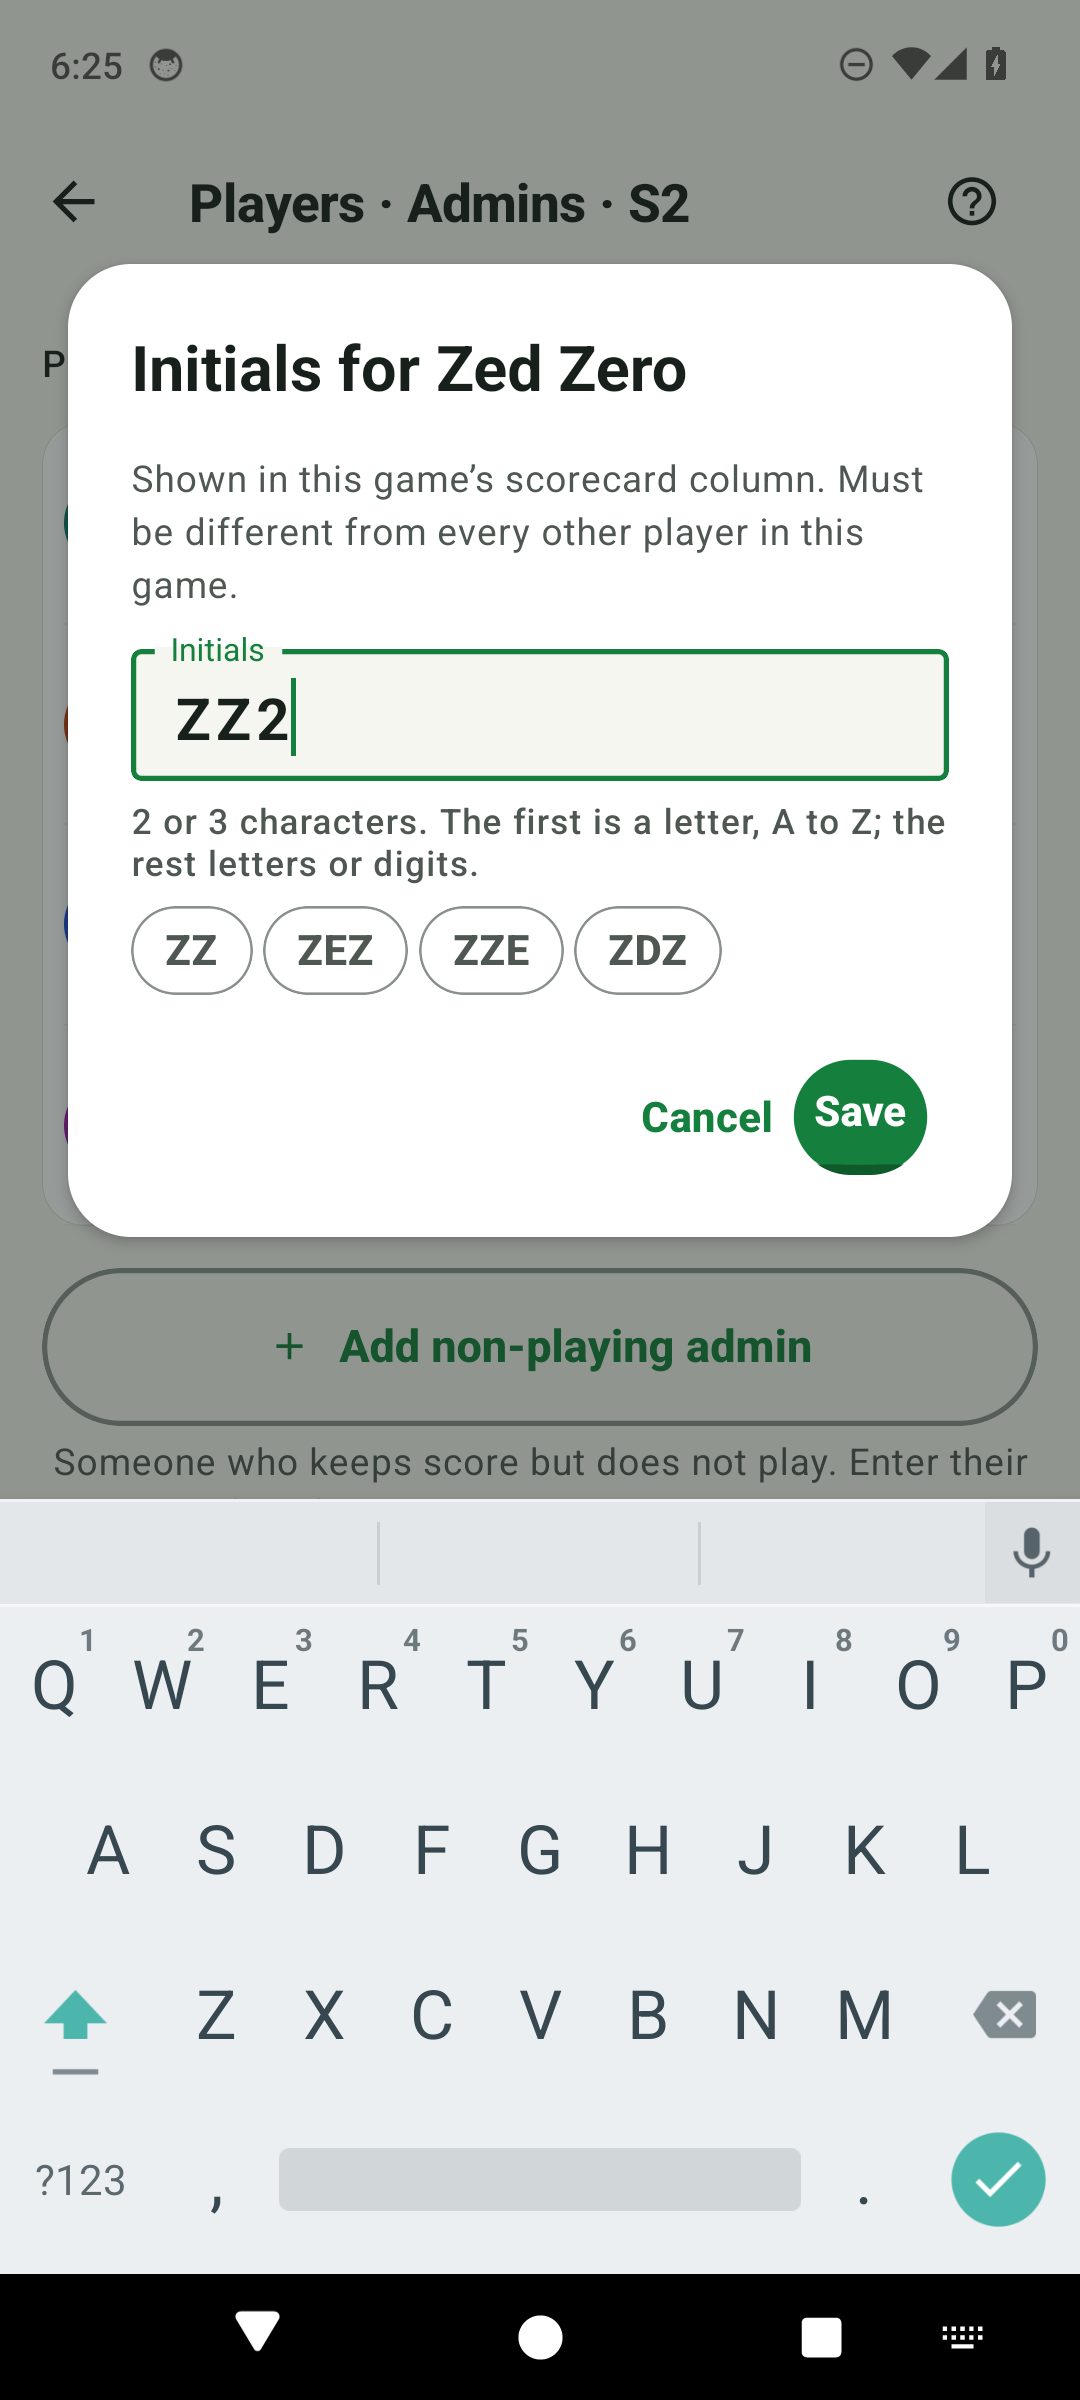 6:25
Players · Admins · S2
P
Initials for Zed Zero
Shown in this game’s scorecard column. Must
be different from every other player in this
game.
Initials
ZZ2
2 or 3 characters. The first is a letter, A to Z; the
rest letters or digits.
ZZ ZEZ ZZE ZDZ
Cancel Save
+ Add non-playing admin
Someone who keeps score but does not play. Enter their
1 2 3 4 5 6 7 8 9 0
Q W E R T Y U I O P
A S D F G H J K L
Z X C V B N M
?123 , .